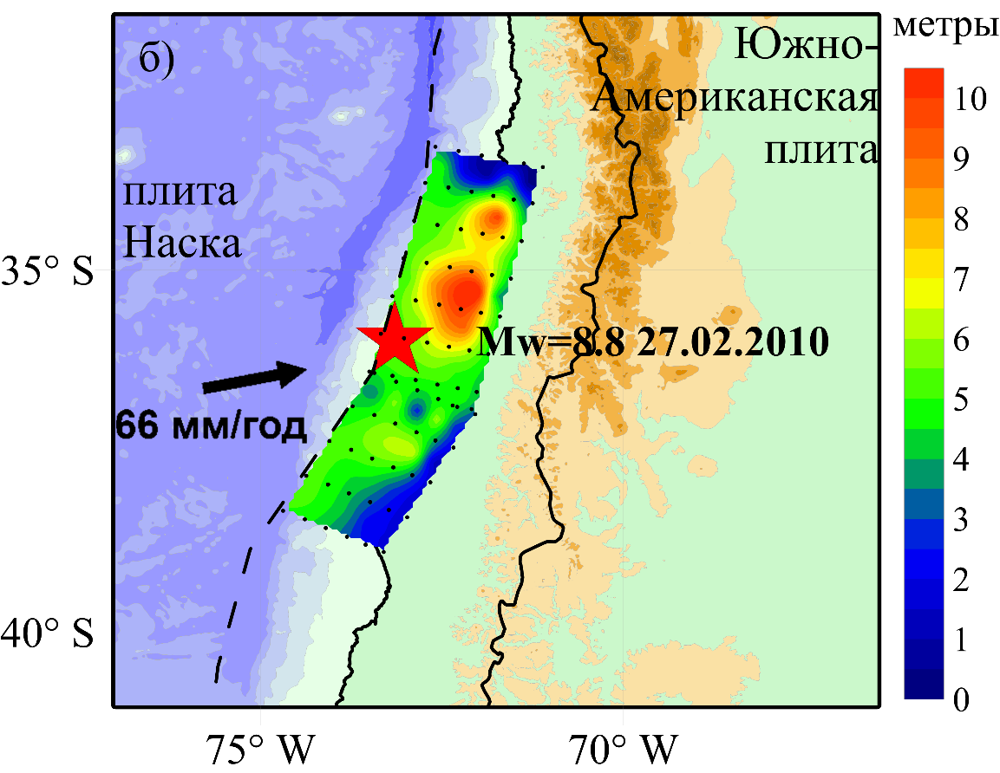 метры
б)
Южно-
Американская
плита
плита
Наска
Mw=8.8 27.02.2010
66 мм/год
35° S
40° S
75° W
70° W
10
9
8
7
6
5
4
3
2
1
0